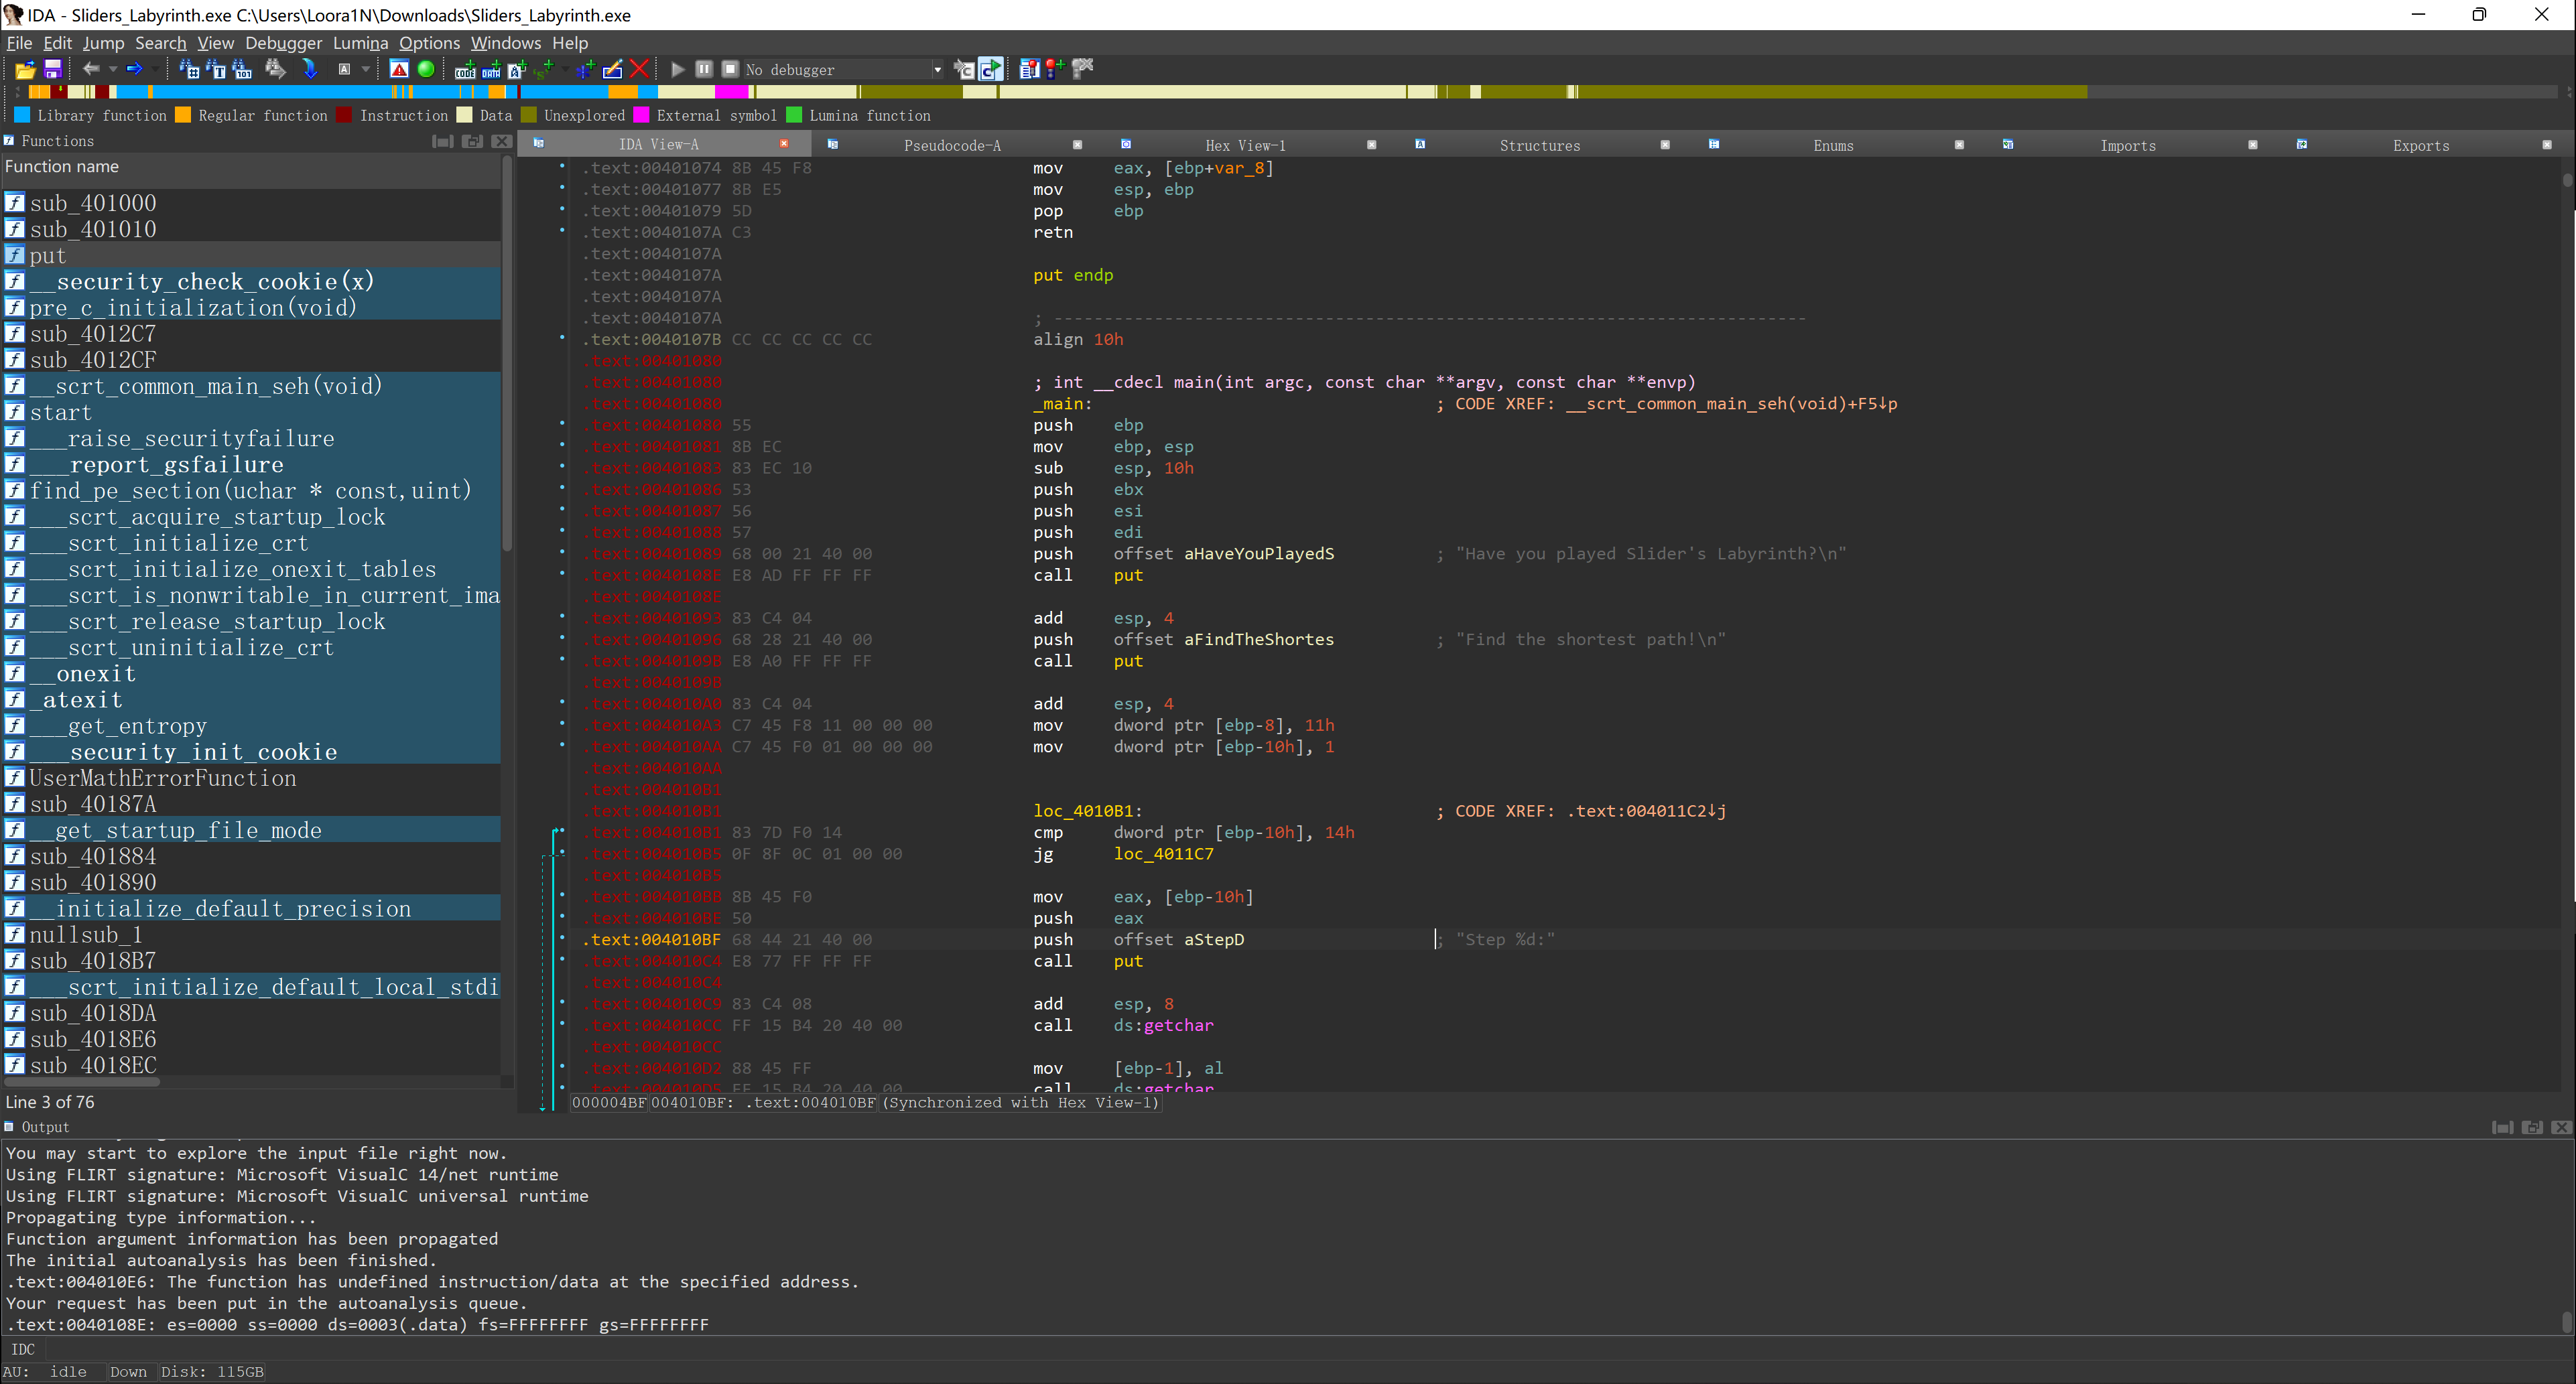 IDA - Sliders_Labyrinth.exe C:\Users\Loora1N\Downloads\Sliders_Labyrinth.exe
File Edit Jump Search View Debugger Lumina Options Windows Help
No debugger
Library function Regular function Instruction Data Unexplored External symbol Lumina function
Functions
Function name
sub_401000
sub_401010
put
__security_check_cookie(x)
pre_c_initialization(void)
sub_4012C7
sub_4012CF
__scrt_common_main_seh(void)
start
___raise_securityfailure
___report_gsfailure
find_pe_section(uchar * const,uint)
___scrt_acquire_startup_lock
___scrt_initialize_crt
___scrt_initialize_onexit_tables
___scrt_is_nonwritable_in_current_ima
___scrt_release_startup_lock
___scrt_uninitialize_crt
__onexit
_atexit
___get_entropy
___security_init_cookie
UserMathErrorFunction
sub_40187A
__get_startup_file_mode
sub_401884
sub_401890
__initialize_default_precision
nullsub_1
sub_4018B7
___scrt_initialize_default_local_stdi
sub_4018DA
sub_4018E6
sub_4018EC
Line 3 of 76
IDA View-A Pseudocode-A Hex View-1 Structures Enums Imports Exports
.text:00401074 8B 45 F8 mov eax, [ebp+var_8]
.text:00401077 8B E5 mov esp, ebp
.text:00401079 5D pop ebp
.text:0040107A C3 retn
.text:0040107A
.text:0040107A put endp
.text:0040107A
.text:0040107A ; ---------------------------------------------------------------------------
.text:0040107B CC CC CC CC CC align 10h
.text:00401080
.text:00401080 ; int __cdecl main(int argc, const char **argv, const char **envp)
.text:00401080 _main: ; CODE XREF: __scrt_common_main_seh(void)+F5↓p
.text:00401080 55 push ebp
.text:00401081 8B EC mov ebp, esp
.text:00401083 83 EC 10 sub esp, 10h
.text:00401086 53 push ebx
.text:00401087 56 push esi
.text:00401088 57 push edi
.text:00401089 68 00 21 40 00 push offset aHaveYouPlayedS ; "Have you played Slider's Labyrinth?\n"
.text:0040108E E8 AD FF FF FF call put
.text:0040108E
.text:00401093 83 C4 04 add esp, 4
.text:00401096 68 28 21 40 00 push offset aFindTheShortes ; "Find the shortest path!\n"
.text:0040109B E8 A0 FF FF FF call put
.text:0040109B
.text:004010A0 83 C4 04 add esp, 4
.text:004010A3 C7 45 F8 11 00 00 00 mov dword ptr [ebp-8], 11h
.text:004010AA C7 45 F0 01 00 00 00 mov dword ptr [ebp-10h], 1
.text:004010AA
.text:004010B1
.text:004010B1 loc_4010B1: ; CODE XREF: .text:004011C2↓j
.text:004010B1 83 7D F0 14 cmp dword ptr [ebp-10h], 14h
.text:004010B5 0F 8F 0C 01 00 00 jg loc_4011C7
.text:004010B5
.text:004010BB 8B 45 F0 mov eax, [ebp-10h]
.text:004010BE 50 push eax
.text:004010BF 68 44 21 40 00 push offset aStepD ; "Step %d:"
.text:004010C4 E8 77 FF FF FF call put
.text:004010C4
.text:004010C9 83 C4 08 add esp, 8
.text:004010CC FF 15 B4 20 40 00 call ds:getchar
.text:004010CC
.text:004010D2 88 45 FF mov [ebp-1], al
.text:004010D5 FF 15 B4 20 40 00 call ds:getchar
000004BF 004010BF: .text:004010BF (Synchronized with Hex View-1)
Output
You may start to explore the input file right now.
Using FLIRT signature: Microsoft VisualC 14/net runtime
Using FLIRT signature: Microsoft VisualC universal runtime
Propagating type information...
Function argument information has been propagated
The initial autoanalysis has been finished.
.text:004010E6: The function has undefined instruction/data at the specified address.
Your request has been put in the autoanalysis queue.
.text:0040108E: es=0000 ss=0000 ds=0003(.data) fs=FFFFFFFF gs=FFFFFFFF
IDC
AU: idle Down Disk: 115GB